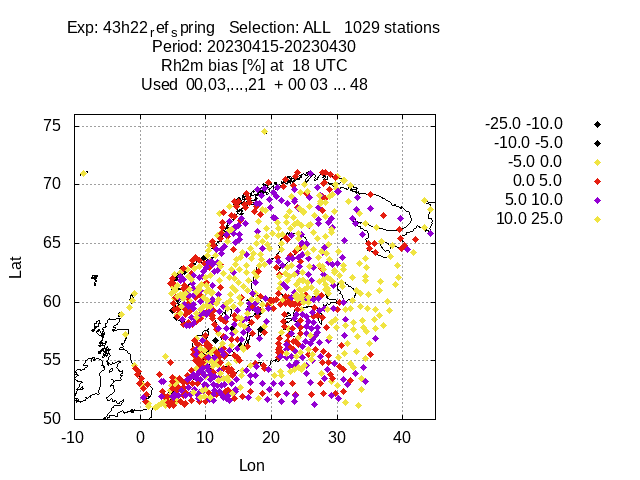 Exp: 43h22ref spring   Selection: ALL   1029 stations
Period: 20230415-20230430
Rh2m bias [%] at  18 UTC
Used  00,03,...,21  + 00 03 ... 48
-25.0 -10.0
-10.0 -5.0
-5.0 0.0
0.0 5.0
5.0 10.0
10.0 25.0
75
70
65
60
55
50
Lat
-10 0 10 20 30 40
Lon